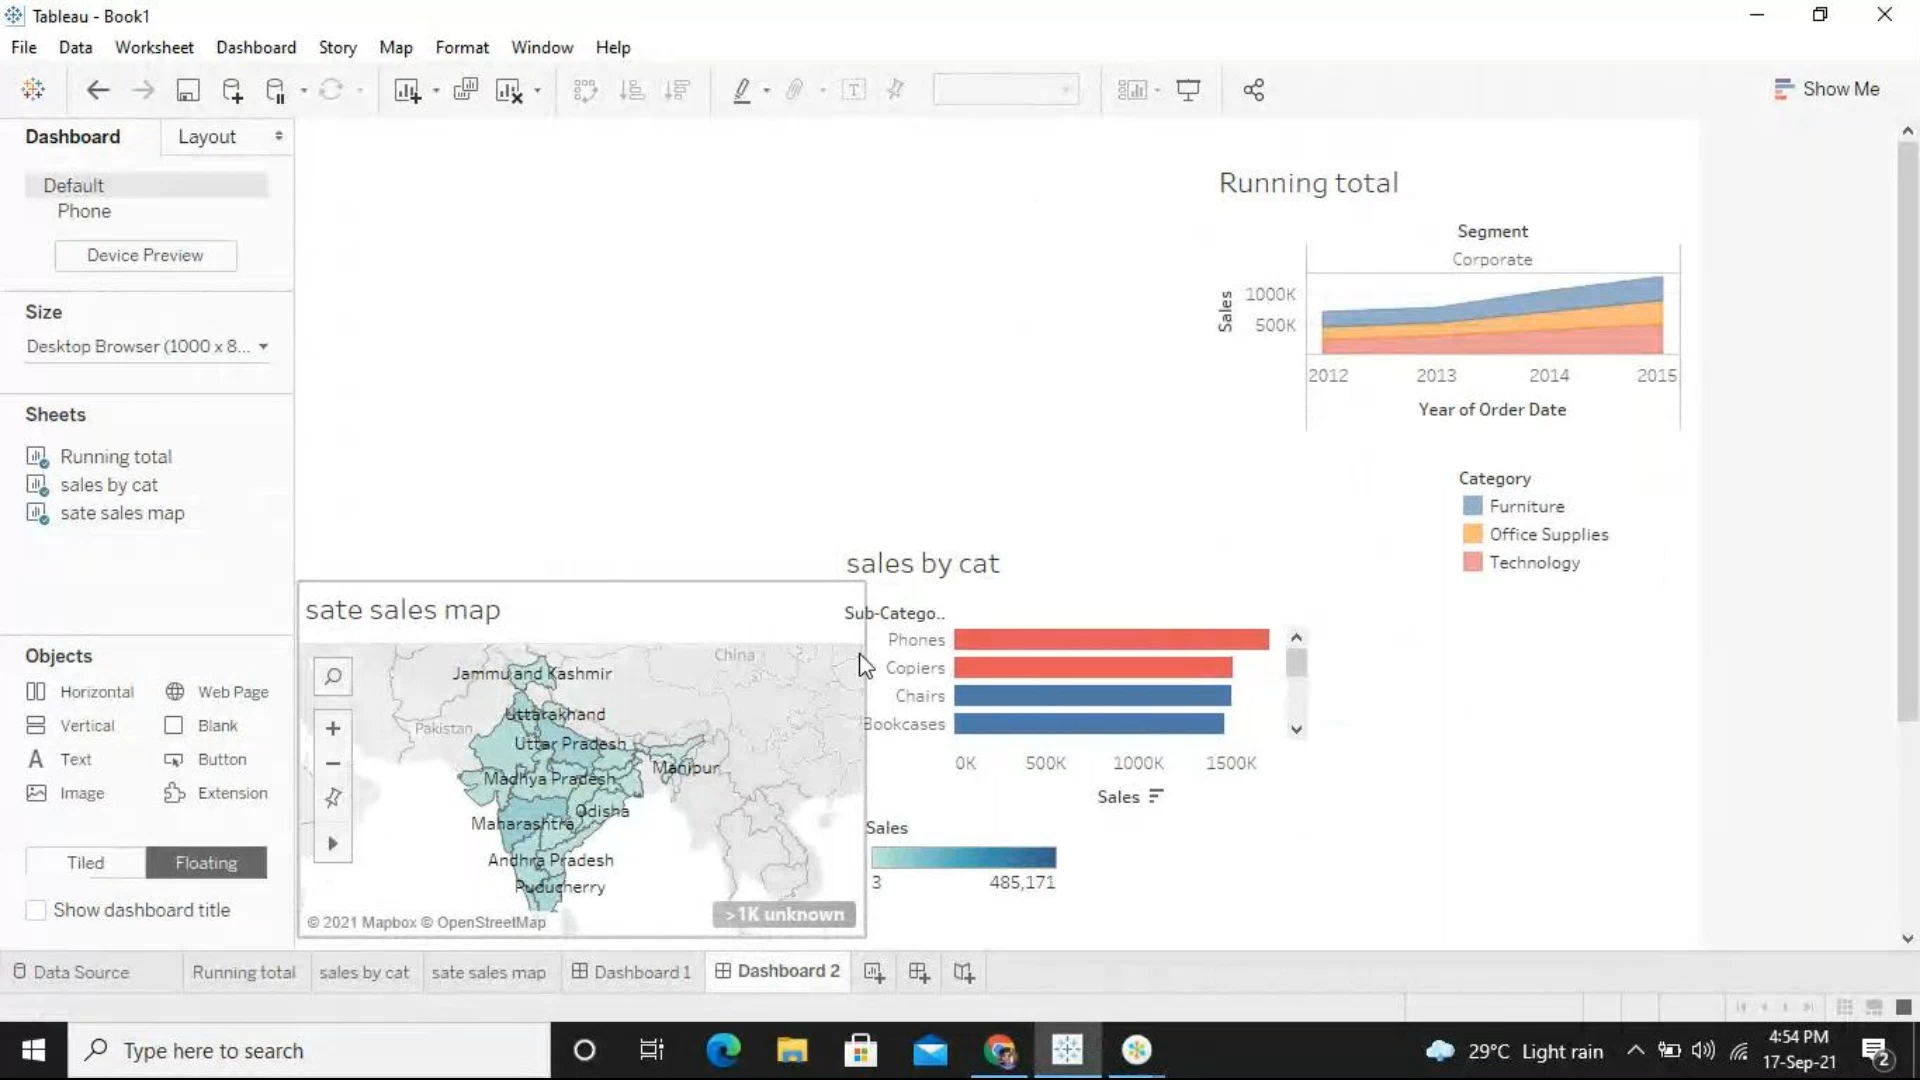 Tableau - Book1
File Data Worksheet Dashboard Story Map Format Window Help
Show Me
Dashboard Layout
Default
Phone
Device Preview
Size
Desktop Browser (1000 x 8...
Sheets
Running total
sales by cat
sate sales map
Objects
Horizontal Web Page
Vertical Blank
Text Button
Image Extension
Tiled Floating
Show dashboard title
Running total
Segment
Corporate
Sales
1000K
500K
2012 2013 2014 2015
Year of Order Date
Category
Furniture
Office Supplies
Technology
sales by cat
Sub-Catego..
Phones
Copiers
Chairs
Bookcases
0K 500K 1000K 1500K
Sales
Sales
3 485,171
sate sales map
China
Jammu and Kashmir
Uttarakhand
Pakistan
Uttar Pradesh
Manipur
Madhya Pradesh
Odisha
Maharashtra
Andhra Pradesh
Puducherry
© 2021 Mapbox © OpenStreetMap
>1K unknown
Data Source Running total sales by cat sate sales map Dashboard 1 Dashboard 2
Type here to search
29°C Light rain
4:54 PM
17-Sep-21
2